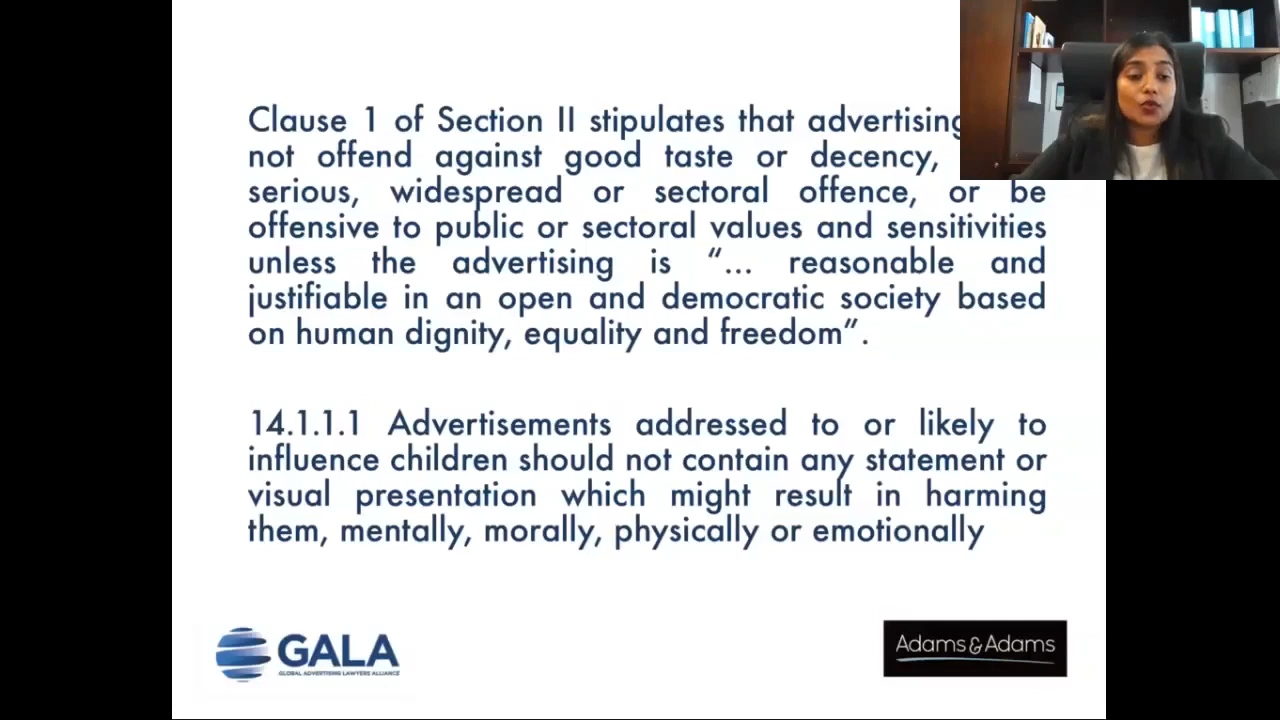 Clause 1 of Section II stipulates that advertising
not offend against good taste or decency,
serious, widespread or sectoral offence, or be
offensive to public or sectoral values and sensitivities
unless the advertising is “... reasonable and
justifiable in an open and democratic society based
on human dignity, equality and freedom”.
14.1.1.1 Advertisements addressed to or likely to
influence children should not contain any statement or
visual presentation which might result in harming
them, mentally, morally, physically or emotionally
GALA
GLOBAL ADVERTISING LAWYERS ALLIANCE
Adams & Adams